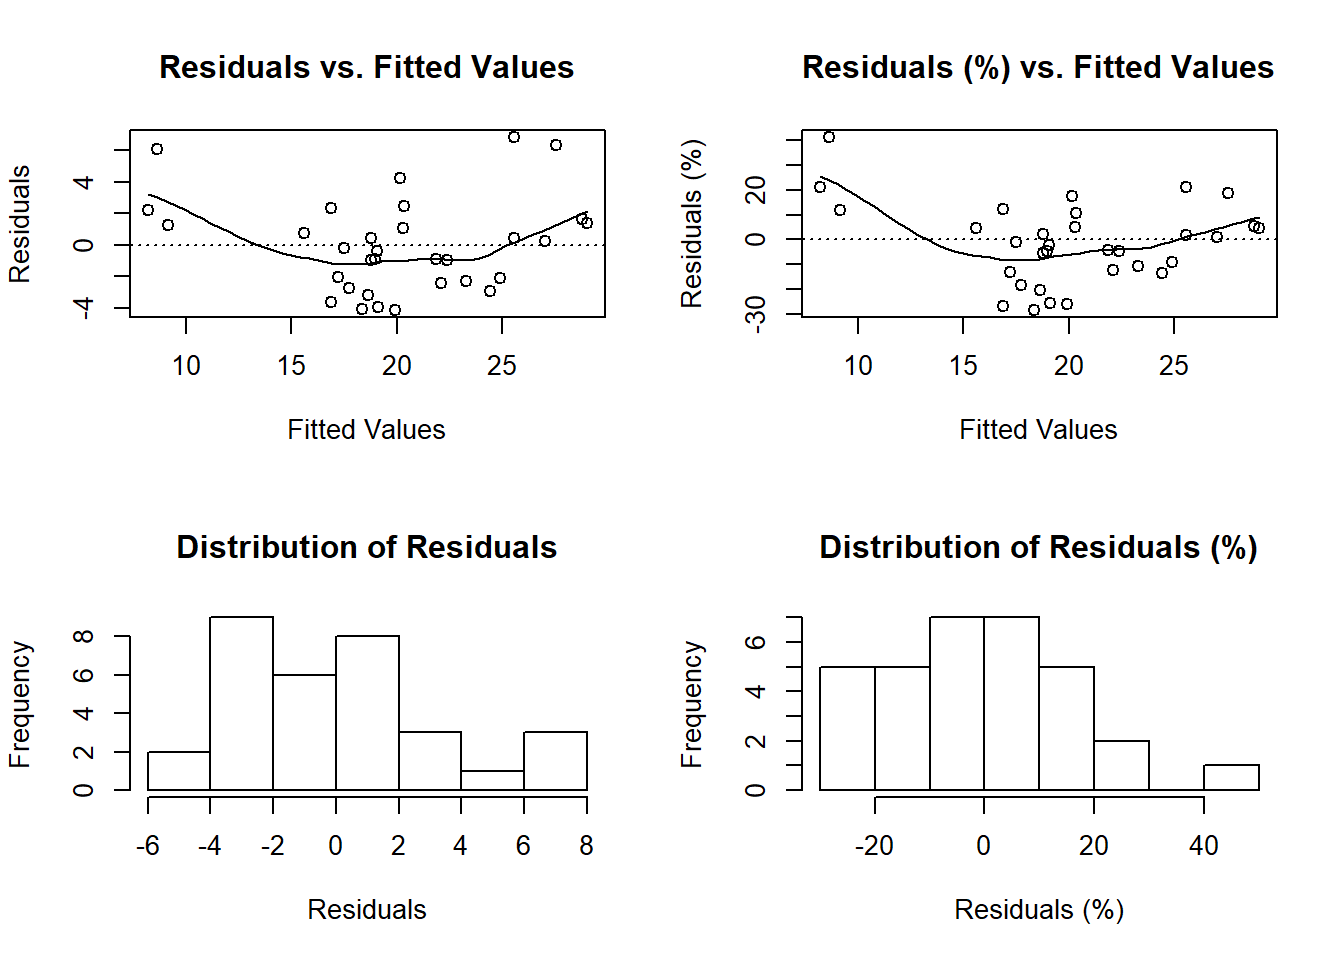 Residuals vs. Fitted Values
Residuals
4
0
-4
10 15 20 25
Fitted Values
Residuals (%) vs. Fitted Values
Residuals (%)
20
0
-30
10 15 20 25
Fitted Values
Distribution of Residuals
Frequency
8
6
4
2
0
-6 -4 -2 0 2 4 6 8
Residuals
Distribution of Residuals (%)
Frequency
6
4
2
0
-20 0 20 40
Residuals (%)